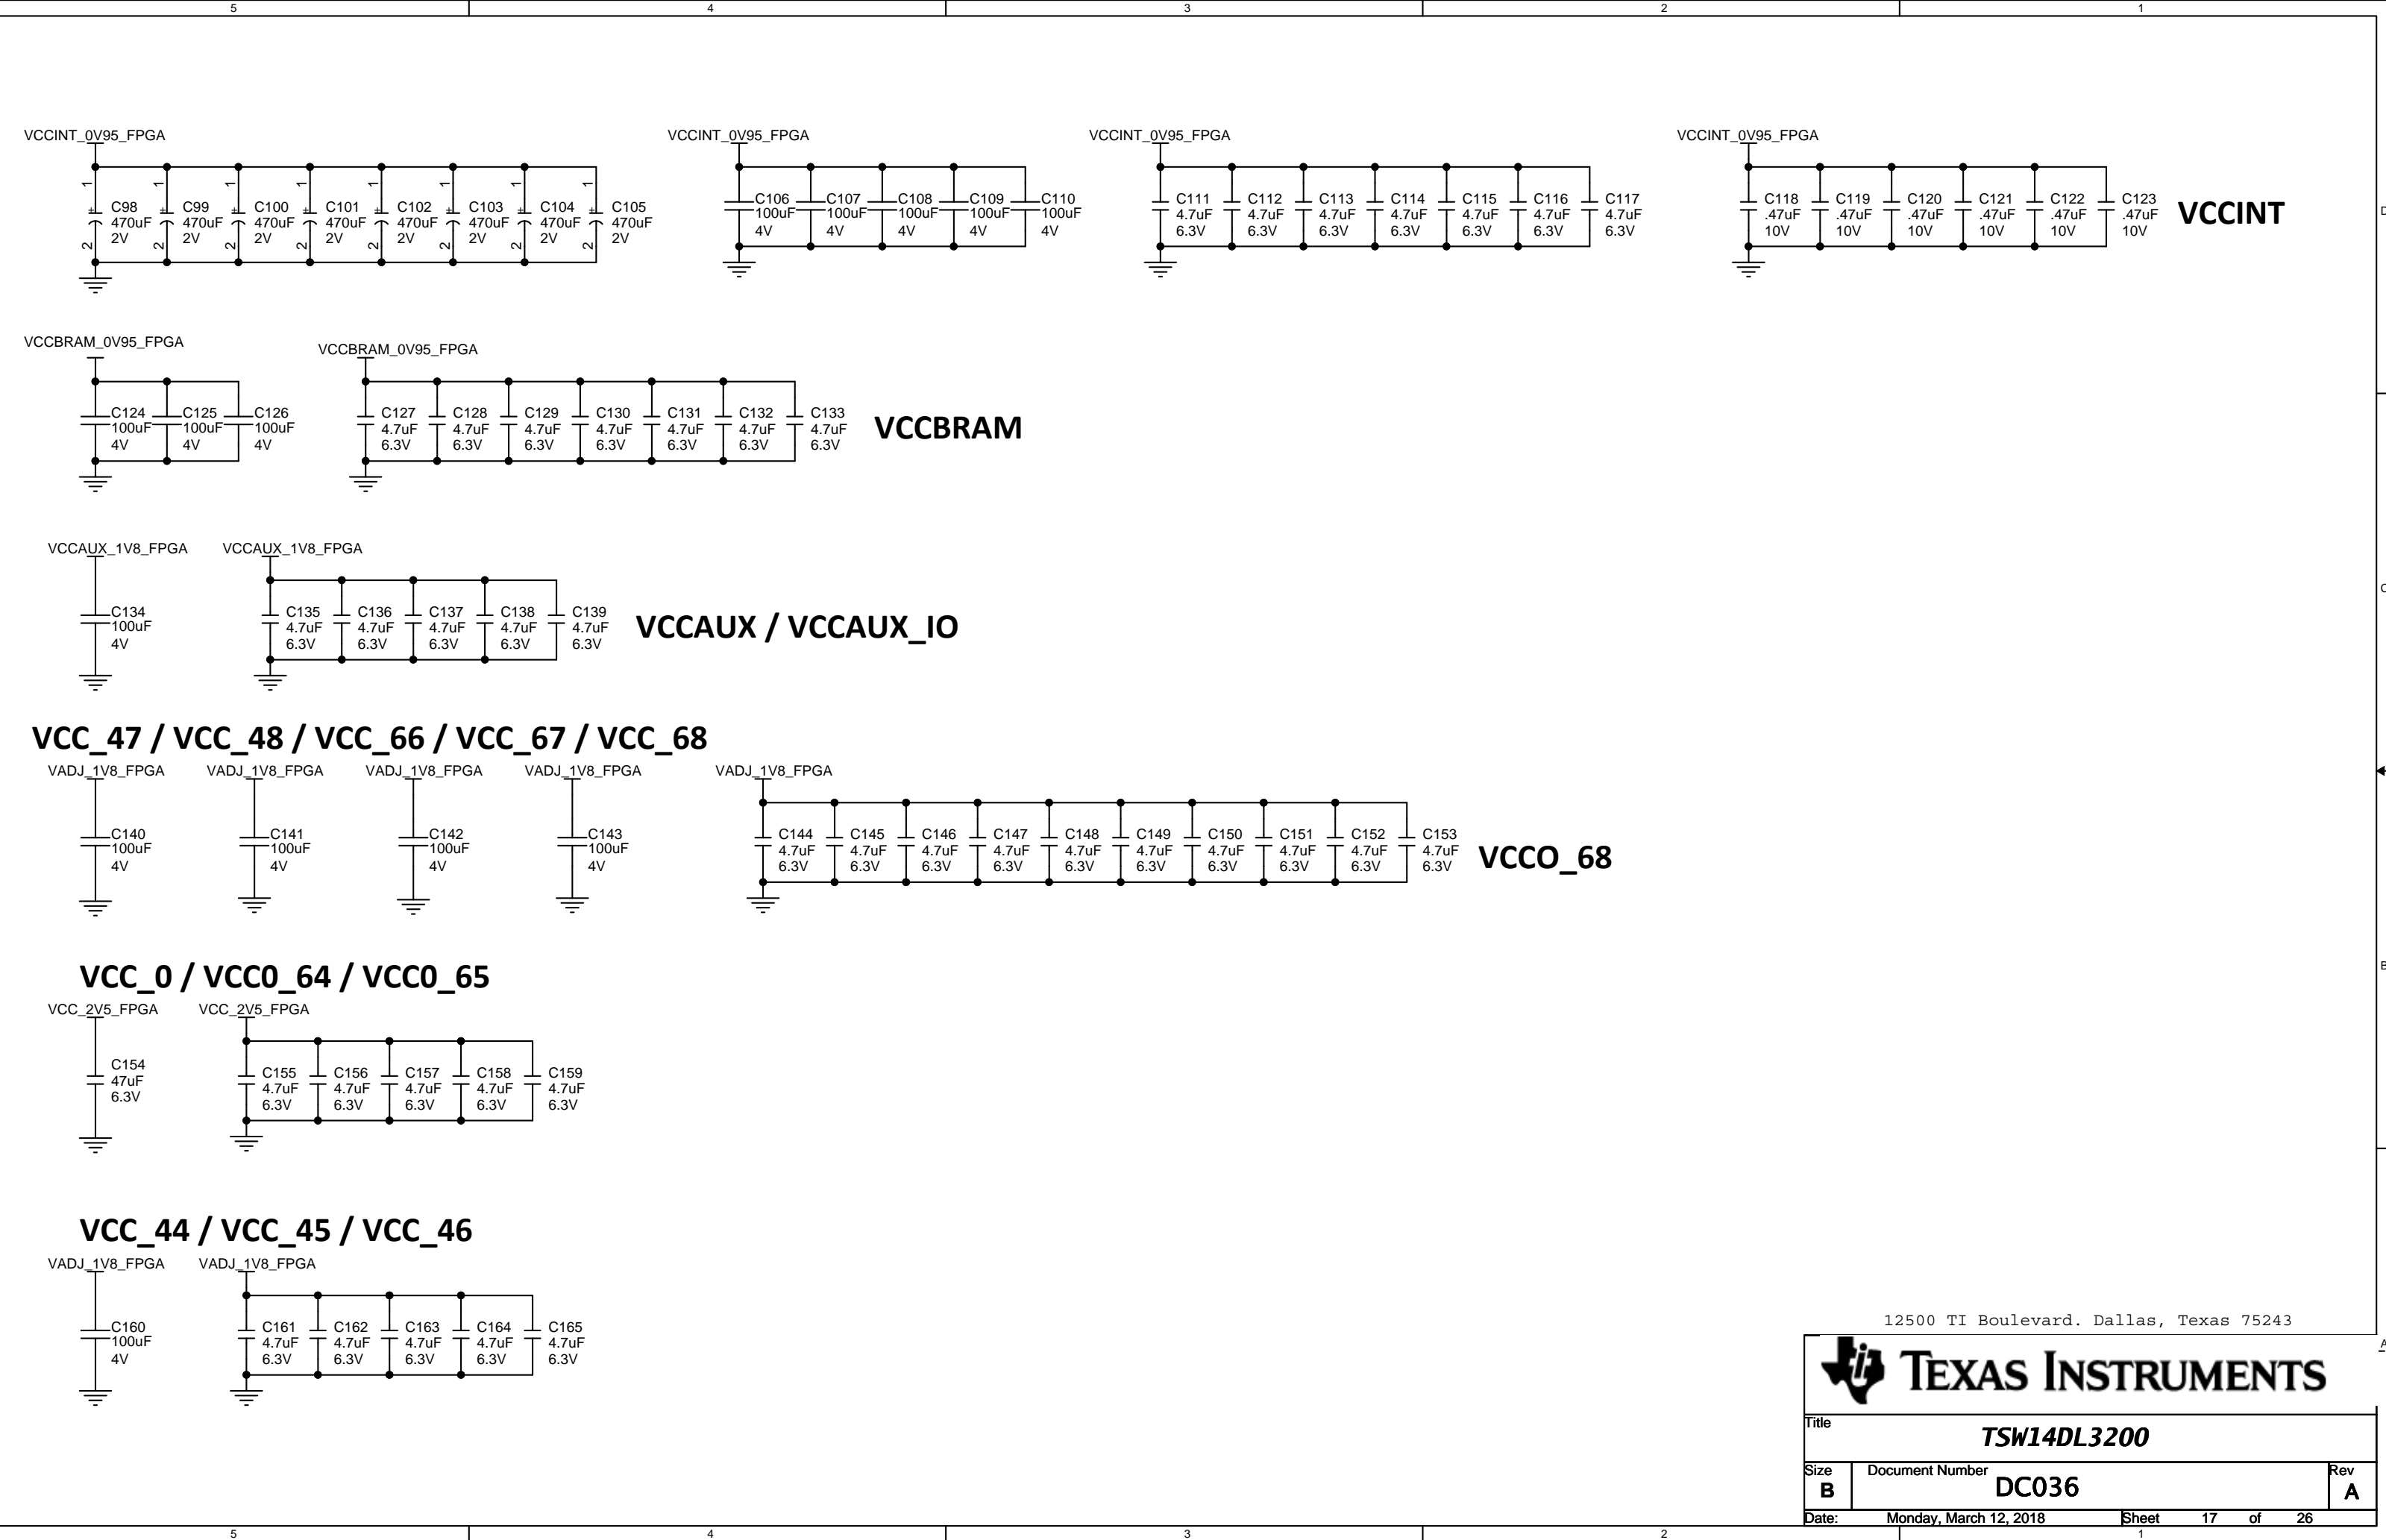 5 4 3 2 1
VCCINT_0V95_FPGA VCCINT_0V95_FPGA VCCINT_0V95_FPGA VCCINT_0V95_FPGA
1 1 1 1 1 1 1 1
+ + + + + + + +
C98 C99 C100 C101 C102 C103 C104 C105 C106 C107 C108 C109 C110 C111 C112 C113 C114 C115 C116 C117 C118 C119 C120 C121 C122 C123
470uF 470uF 470uF 470uF 470uF 470uF 470uF 470uF 100uF 100uF 100uF 100uF 100uF 4.7uF 4.7uF 4.7uF 4.7uF 4.7uF 4.7uF 4.7uF .47uF .47uF .47uF .47uF .47uF .47uF VCCINT D
2V 2V 2V 2V 2V 2V 2V 2V 4V 4V 4V 4V 4V 6.3V 6.3V 6.3V 6.3V 6.3V 6.3V 6.3V 10V 10V 10V 10V 10V 10V
2 2 2 2 2 2 2 2
VCCBRAM_0V95_FPGA VCCBRAM_0V95_FPGA
C124 C125 C126 C127 C128 C129 C130 C131 C132 C133
100uF 100uF 100uF 4.7uF 4.7uF 4.7uF 4.7uF 4.7uF 4.7uF 4.7uF VCCBRAM
4V 4V 4V 6.3V 6.3V 6.3V 6.3V 6.3V 6.3V 6.3V
VCCAUX_1V8_FPGA VCCAUX_1V8_FPGA
C
C134 C135 C136 C137 C138 C139
100uF 4.7uF 4.7uF 4.7uF 4.7uF 4.7uF VCCAUX / VCCAUX_IO
4V 6.3V 6.3V 6.3V 6.3V 6.3V
VCC_47 / VCC_48 / VCC_66 / VCC_67 / VCC_68
VADJ_1V8_FPGA VADJ_1V8_FPGA VADJ_1V8_FPGA VADJ_1V8_FPGA VADJ_1V8_FPGA
C140 C141 C142 C143 C144 C145 C146 C147 C148 C149 C150 C151 C152 C153
100uF 100uF 100uF 100uF 4.7uF 4.7uF 4.7uF 4.7uF 4.7uF 4.7uF 4.7uF 4.7uF 4.7uF 4.7uF VCCO_68
4V 4V 4V 4V 6.3V 6.3V 6.3V 6.3V 6.3V 6.3V 6.3V 6.3V 6.3V 6.3V
B
VCC_0 / VCC0_64 / VCC0_65
VCC_2V5_FPGA VCC_2V5_FPGA
C154 C155 C156 C157 C158 C159
47uF 4.7uF 4.7uF 4.7uF 4.7uF 4.7uF
6.3V 6.3V 6.3V 6.3V 6.3V 6.3V
VCC_44 / VCC_45 / VCC_46
VADJ_1V8_FPGA VADJ_1V8_FPGA
C160 C161 C162 C163 C164 C165
100uF 4.7uF 4.7uF 4.7uF 4.7uF 4.7uF
4V 6.3V 6.3V 6.3V 6.3V 6.3V
12500 TI Boulevard. Dallas, Texas 75243
A
TEXAS INSTRUMENTS
Title
TSW14DL3200
Size Document Number Rev
B DC036 A
Date: Monday, March 12, 2018 Sheet 17 of 26
5 4 3 2 1